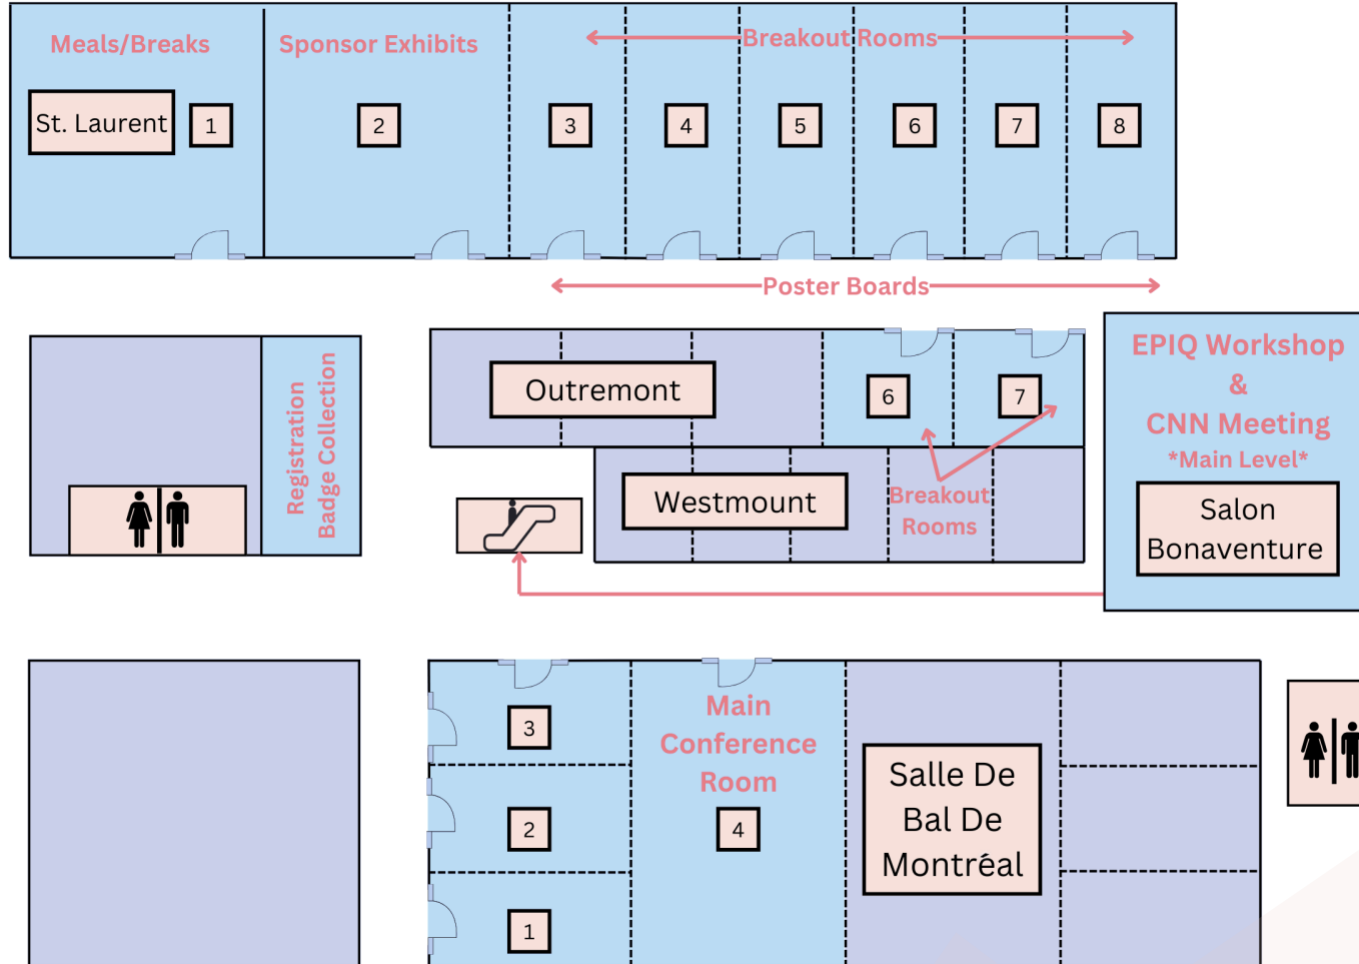 Meals/Breaks
Sponsor Exhibits
Breakout Rooms
St. Laurent
1
2
3
4
5
6
7
8
Poster Boards
Registration
Badge Collection
Outremont
6
7
Breakout
Rooms
Westmount
EPIQ Workshop
&
CNN Meeting
*Main Level*
Salon
Bonaventure
3
2
1
Main
Conference
Room
4
Salle De
Bal De
Montréal